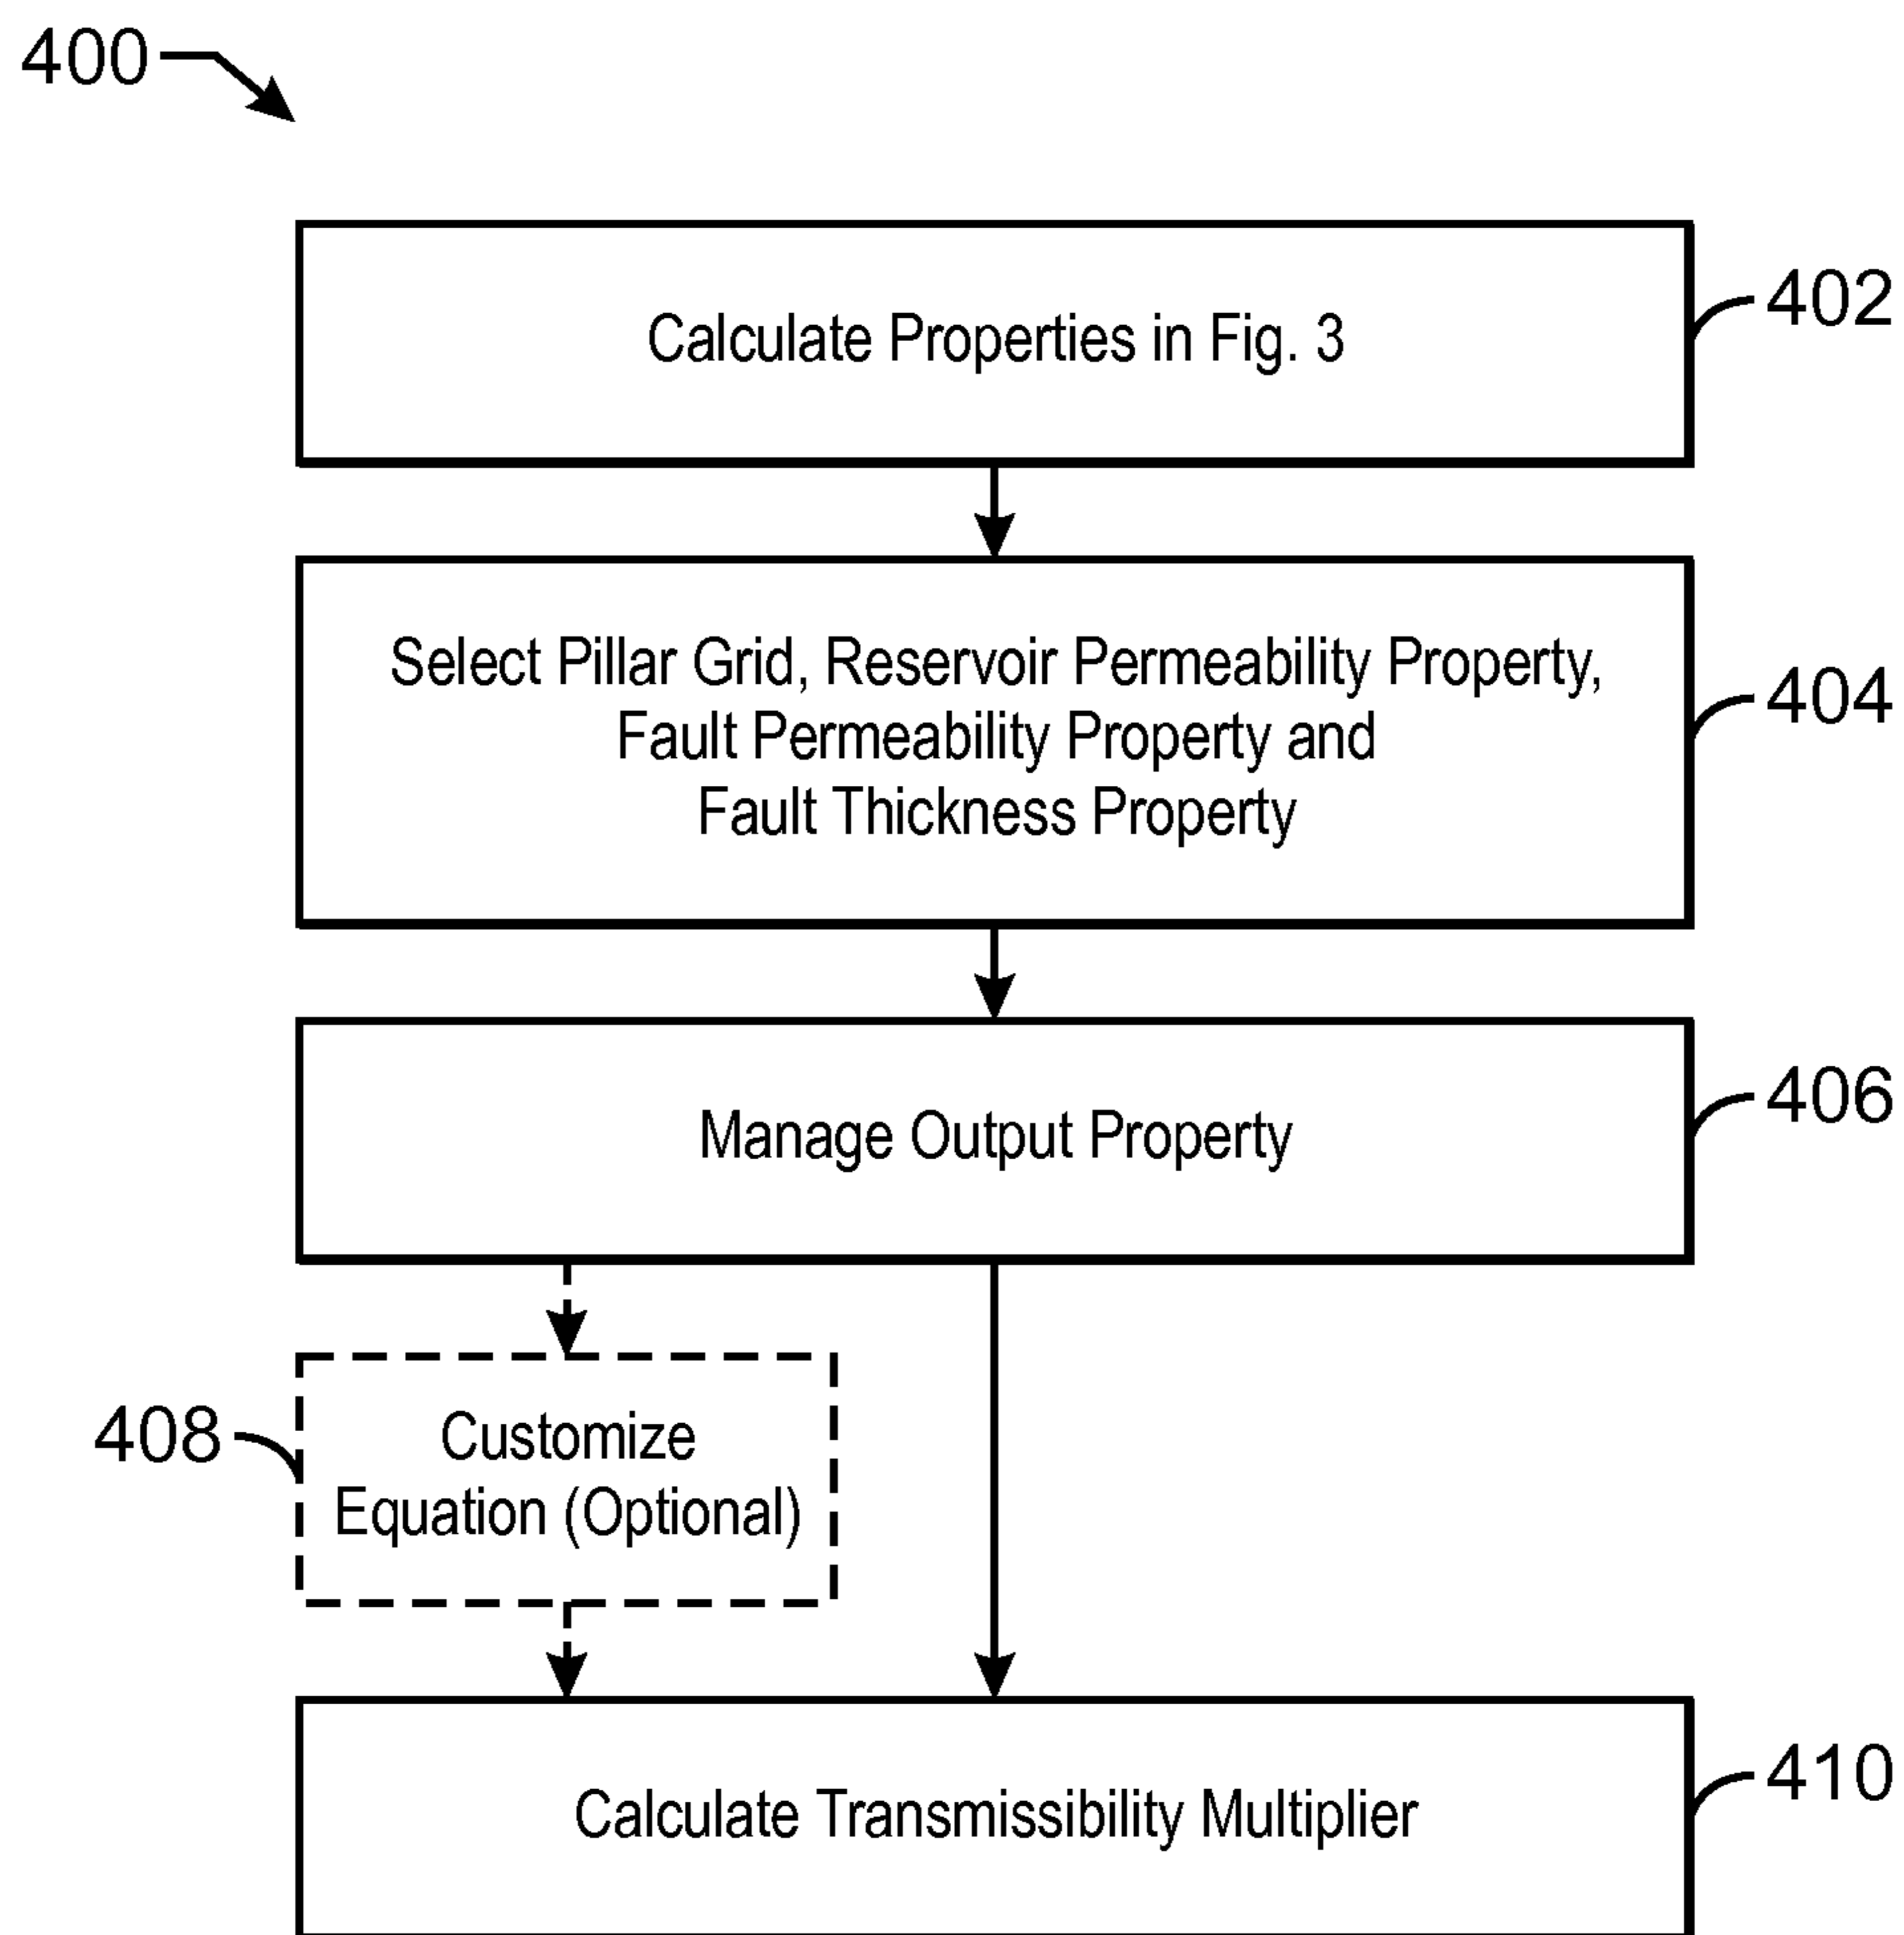 400
Calculate Properties in Fig. 3
402
Select Pillar Grid, Reservoir Permeability Property,
Fault Permeability Property and
Fault Thickness Property
404
Manage Output Property
406
408
Customize
Equation (Optional)
Calculate Transmissibility Multiplier
410